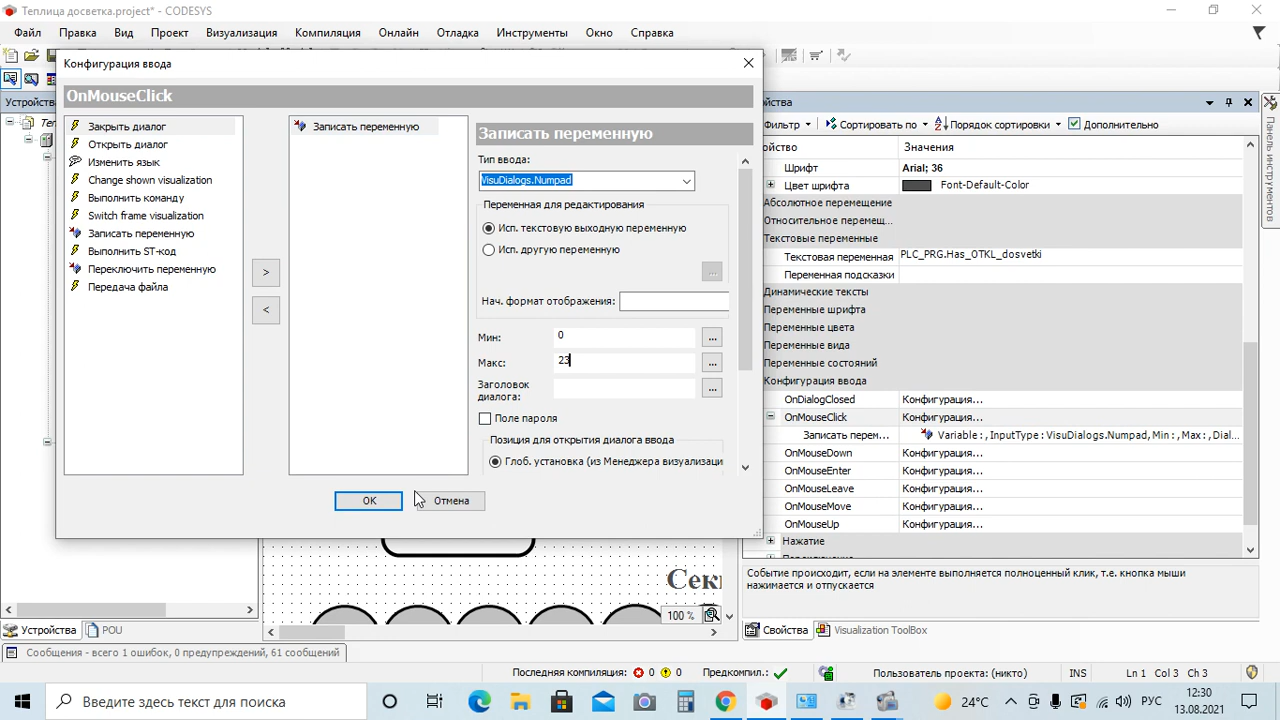 Теплица досветка.project* - CODESYS
Файл Правка Вид Проект Визуализация Компиляция Онлайн Отладка Инструменты Окно Справка
Конфигурация ввода
OnMouseClick
Закрыть диалог
Открыть диалог
Изменить язык
Change shown visualization
Выполнить команду
Switch frame visualization
Записать переменную
Выполнить ST-код
Переключить переменную
Передача файла
>
<
Записать переменную
Записать переменную
Тип ввода:
VisuDialogs.Numpad
Переменная для редактирования
Исп. текстовую выходную переменную
Исп. другую переменную
...
Нач. формат отображения:
Мин: 0 ...
Макс: 23 ...
Заголовок
диалога: ...
Поле пароля
Позиция для открытия диалога ввода
Глоб. установка (из Менеджера визуализаци
OK Отмена
Устройств
Те
ойства
Фильтр Сортировать по Порядок сортировки Дополнительно
ойство Значения
Шрифт Arial; 36
Цвет шрифта Font-Default-Color
Абсолютное перемещение
Относительное перемещ...
Текстовые переменные
Текстовая переменная PLC_PRG.Has_OTKL_dosvetki
Переменная подсказки
Динамические тексты
Переменные шрифта
Переменные цвета
Переменные вида
Переменные состояний
Конфигурация ввода
OnDialogClosed Конфигурация...
OnMouseClick Конфигурация...
Записать перем... Variable : , InputType : VisuDialogs.Numpad, Min : , Max : , Dial...
OnMouseDown Конфигурация...
OnMouseEnter Конфигурация...
OnMouseLeave Конфигурация...
OnMouseMove Конфигурация...
OnMouseUp Конфигурация...
Нажатие
Событие происходит, если на элементе выполняется полноценный клик, т.е. кнопка мыши
нажимается и отпускается
Панель инструментов
Секı
100 %
Устройства POU
Свойства Visualization ToolBox
Сообщения - всего 1 ошибок, 0 предупреждений, 61 сообщений
Последняя компиляция: 0 0 Предкомпил.: Пользователь проекта: (никто) INS Ln 1 Col 3 Ch 3
Введите здесь текст для поиска
24°C РУС 12:30
13.08.2021